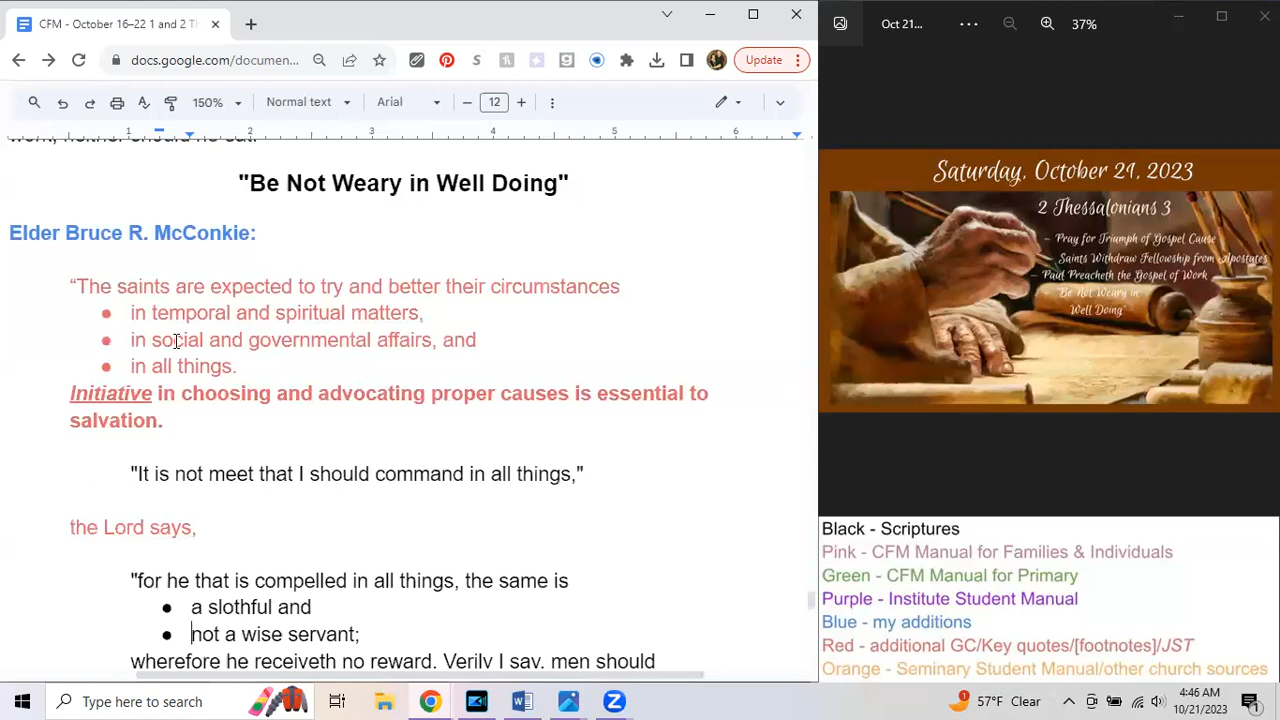 CFM - October 16–22 1 and 2 Th
docs.google.com/documen...
Update
150%
Normal text
Arial
12
1
2
3
4
5
6
"Be Not Weary in Well Doing"
Elder Bruce R. McConkie:
“The saints are expected to try and better their circumstances
in temporal and spiritual matters,
in social and governmental affairs, and
in all things.
Initiative in choosing and advocating proper causes is essential to
salvation.
"It is not meet that I should command in all things,"
the Lord says,
"for he that is compelled in all things, the same is
a slothful and
not a wise servant;
wherefore he receiveth no reward. Verily I say, men should
Oct 21...
37%
Saturday, October 21, 2023
2 Thessalonians 3
- Pray for Triumph of Gospel Cause
Saints Withdraw Fellowship from Apostates
- Paul Preacheth the Gospel of Work
- Be Not Weary in
Well Doing"
Black - Scriptures
Pink - CFM Manual for Families & Individuals
Green - CFM Manual for Primary
Purple - Institute Student Manual
Blue - my additions
Red - additional GC/Key quotes/[footnotes]/JST
Orange - Seminary Student Manual/other church sources
Type here to search
1
57°F Clear
4:46 AM
10/21/2023
1